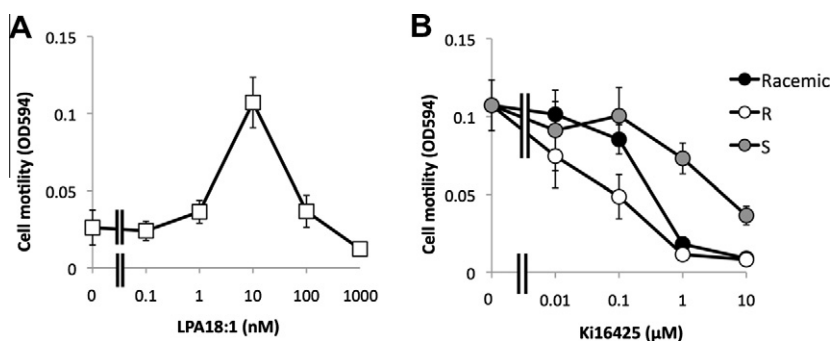 A
0.15
0.1
0.05
0
Cell motility (OD594)
0 0.1 1 10 100 1000
LPA18:1 (nM)
B
0.15
0.1
0.05
0
Cell motility (OD594)
0 0.01 0.1 1 10
Ki16425 (μM)
Racemic
R
S